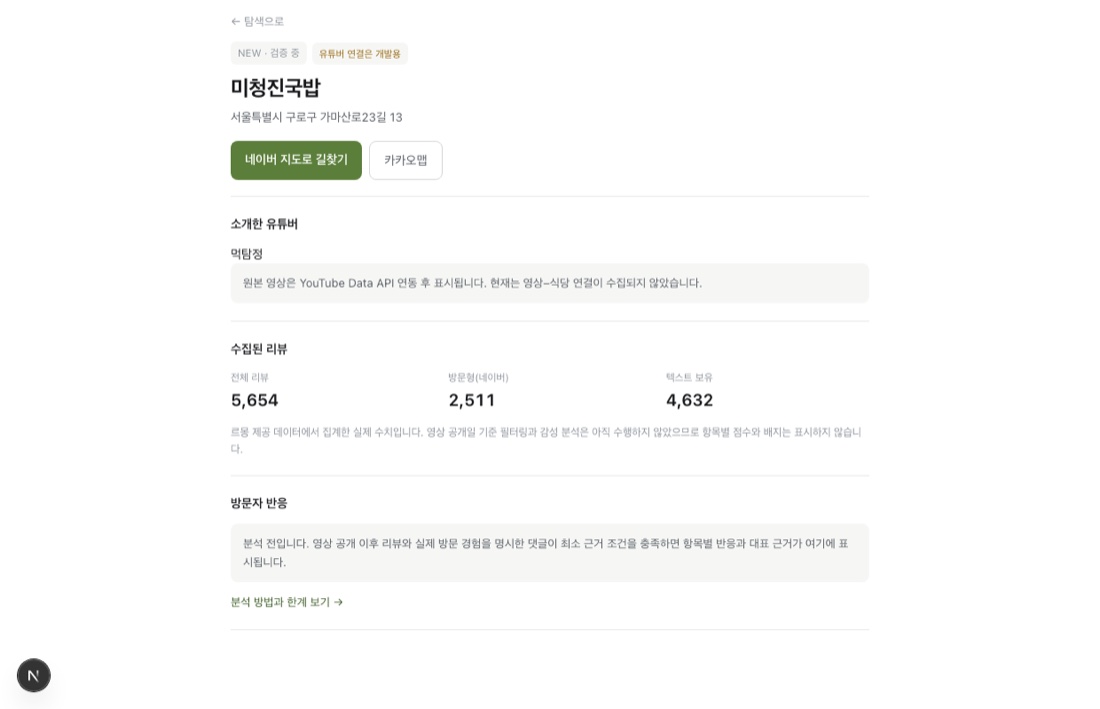 ← 탐색으로
NEW · 검증 중 유튜버 연결은 개발용
미청진국밥
서울특별시 구로구 가마산로23길 13
네이버 지도로 길찾기 카카오맵
소개한 유튜버
먹탐정
원본 영상은 YouTube Data API 연동 후 표시됩니다. 현재는 영상–식당 연결이 수집되지 않았습니다.
수집된 리뷰
전체 리뷰 방문형(네이버) 텍스트 보유
5,654 2,511 4,632
르몽 제공 데이터에서 집계한 실제 수치입니다. 영상 공개일 기준 필터링과 감성 분석은 아직 수행하지 않았으므로 항목별 점수와 배지는 표시하지 않습니
다.
방문자 반응
분석 전입니다. 영상 공개 이후 리뷰와 실제 방문 경험을 명시한 댓글이 최소 근거 조건을 충족하면 항목별 반응과 대표 근거가 여기에 표
시됩니다.
분석 방법과 한계 보기 →
N